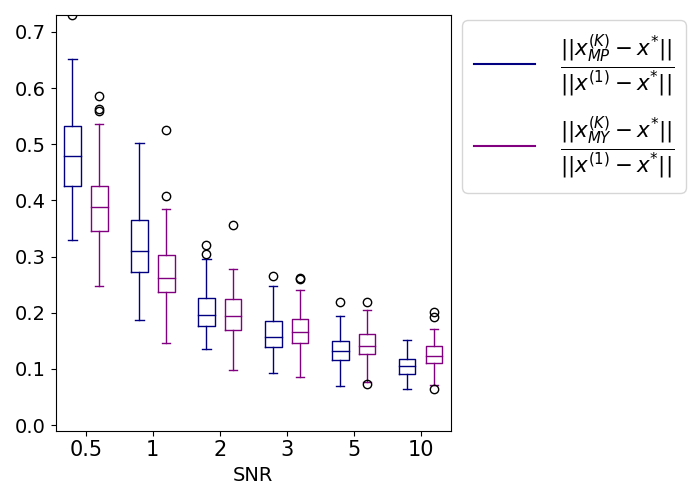 0.7
0.6
0.5
0.4
0.3
0.2
0.1
0.0
0.5 1 2 3 5 10
SNR
||x_{MP}^{(K)} − x^*||
||x^{(1)} − x^*||
||x_{MY}^{(K)} − x^*||
||x^{(1)} − x^*||